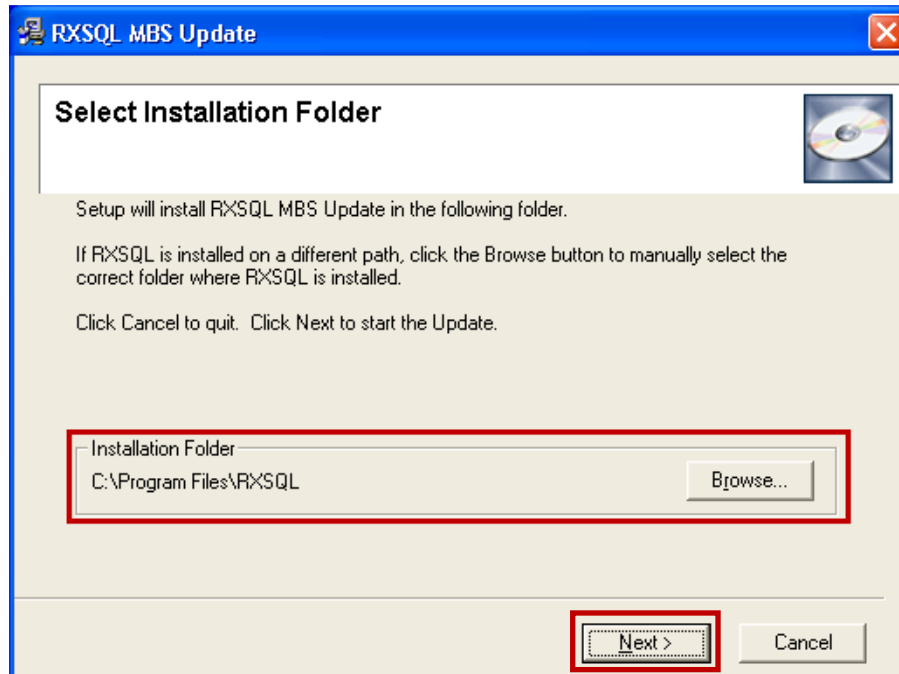 RXSQL MBS Update
Select Installation Folder
Setup will install RXSQL MBS Update in the following folder.
If RXSQL is installed on a different path, click the Browse button to manually select the
correct folder where RXSQL is installed.
Click Cancel to quit.  Click Next to start the Update.
Installation Folder
C:\Program Files\RXSQL
Browse...
Next >
Cancel